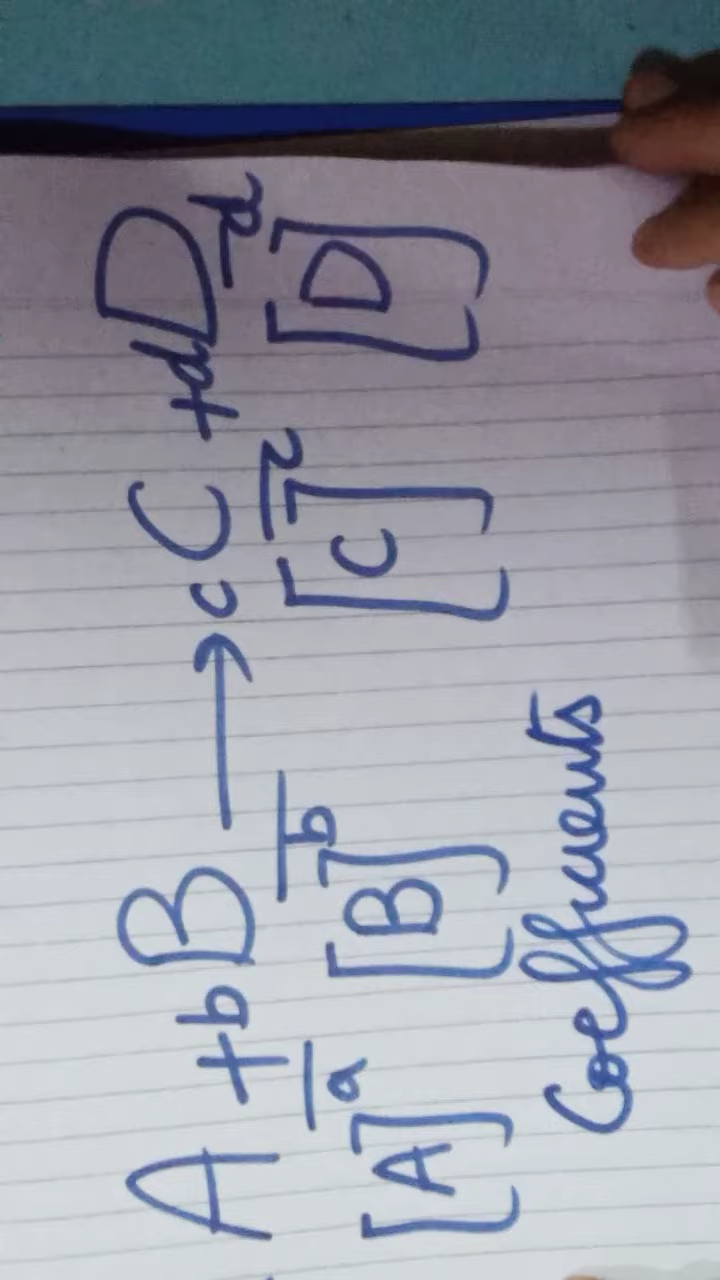 A + bB → cC + dD
[A]^a [B]^b [C]^c [D]^d
Coefficients